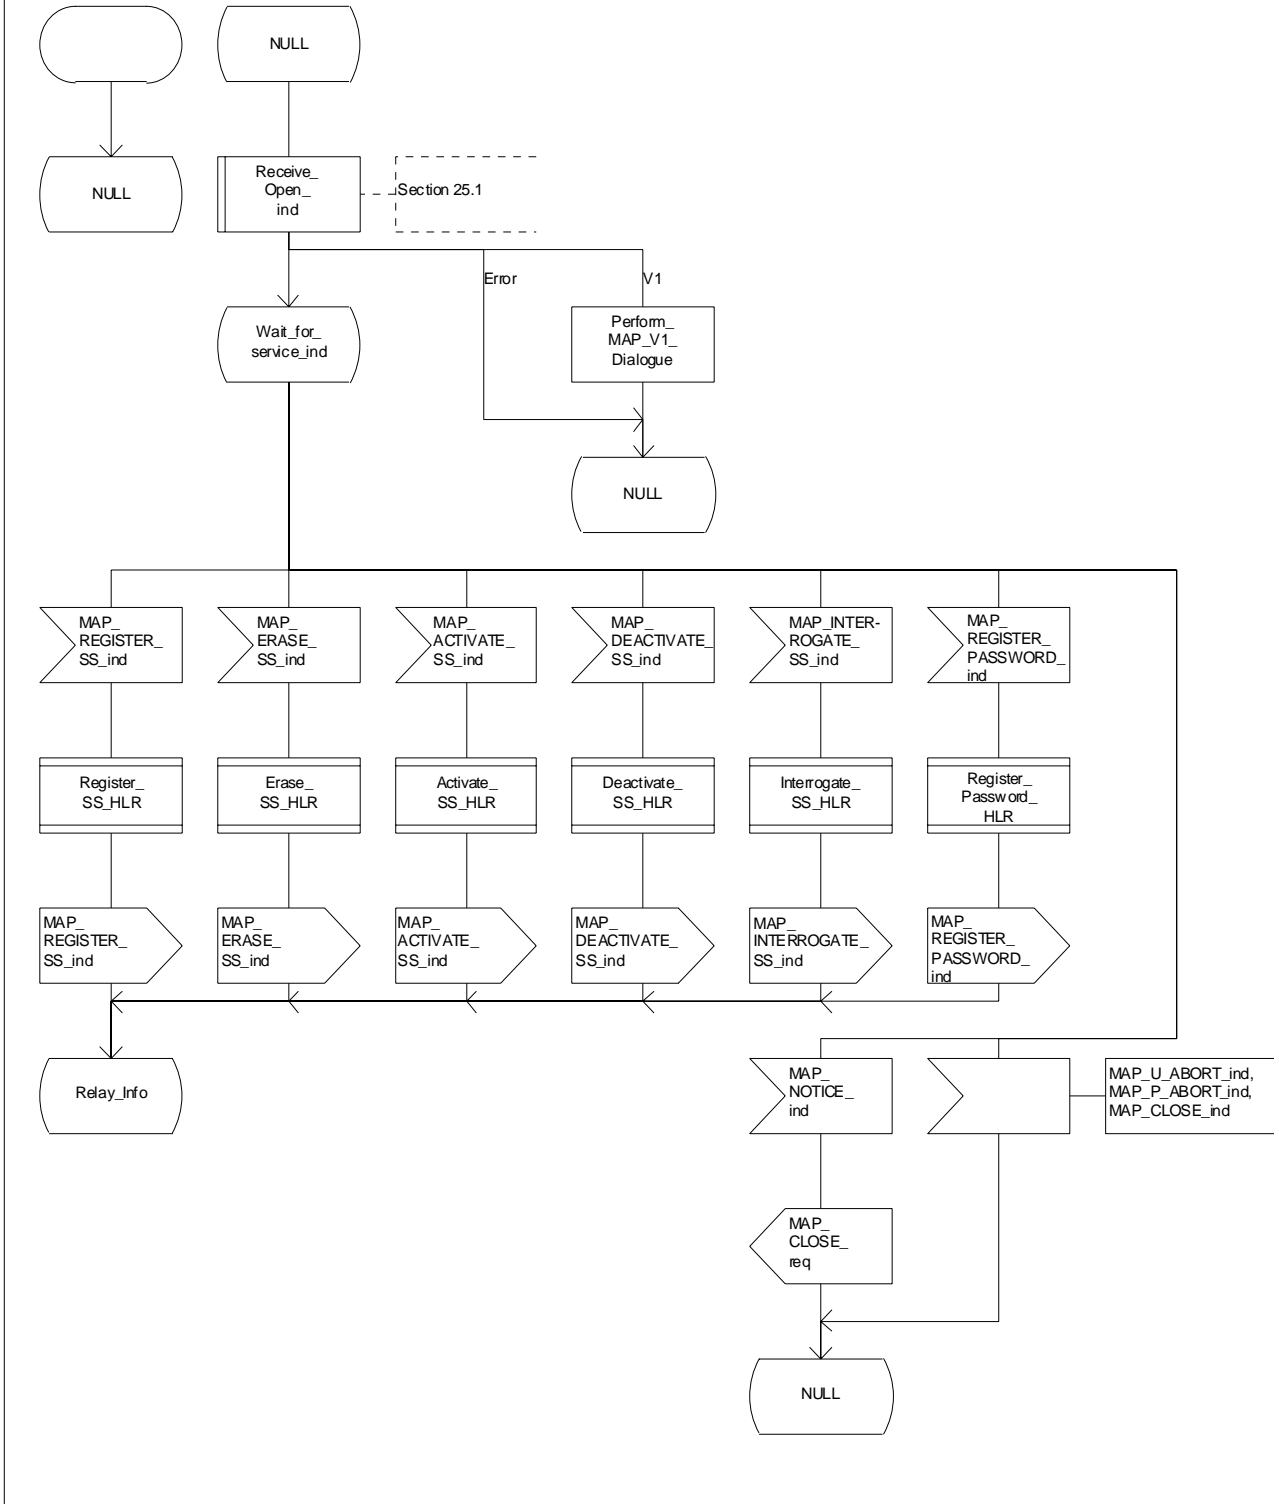 NULL
NULL
Receive_
Open_
ind
Section 25.1
Error
V1
Wait_for_
service_ind
Perform_
MAP_V1_
Dialogue
NULL
MAP_
REGISTER_
SS_ind
MAP_
ERASE_
SS_ind
MAP_
ACTIVATE_
SS_ind
MAP_
DEACTIVATE_
SS_ind
MAP_INTER-
ROGATE_
SS_ind
MAP_
REGISTER_
PASSWORD_
ind
Register_
SS_HLR
Erase_
SS_HLR
Activate_
SS_HLR
Deactivate_
SS_HLR
Interrogate_
SS_HLR
Register_
Password_
HLR
MAP_
REGISTER_
SS_ind
MAP_
ERASE_
SS_ind
MAP_
ACTIVATE_
SS_ind
MAP_
DEACTIVATE_
SS_ind
MAP_
INTERROGATE_
SS_ind
MAP_
REGISTER_
PASSWORD_
ind
Relay_Info
MAP_
NOTICE_
ind
MAP_U_ABORT_ind,
MAP_P_ABORT_ind,
MAP_CLOSE_ind
MAP_
CLOSE_
req
NULL